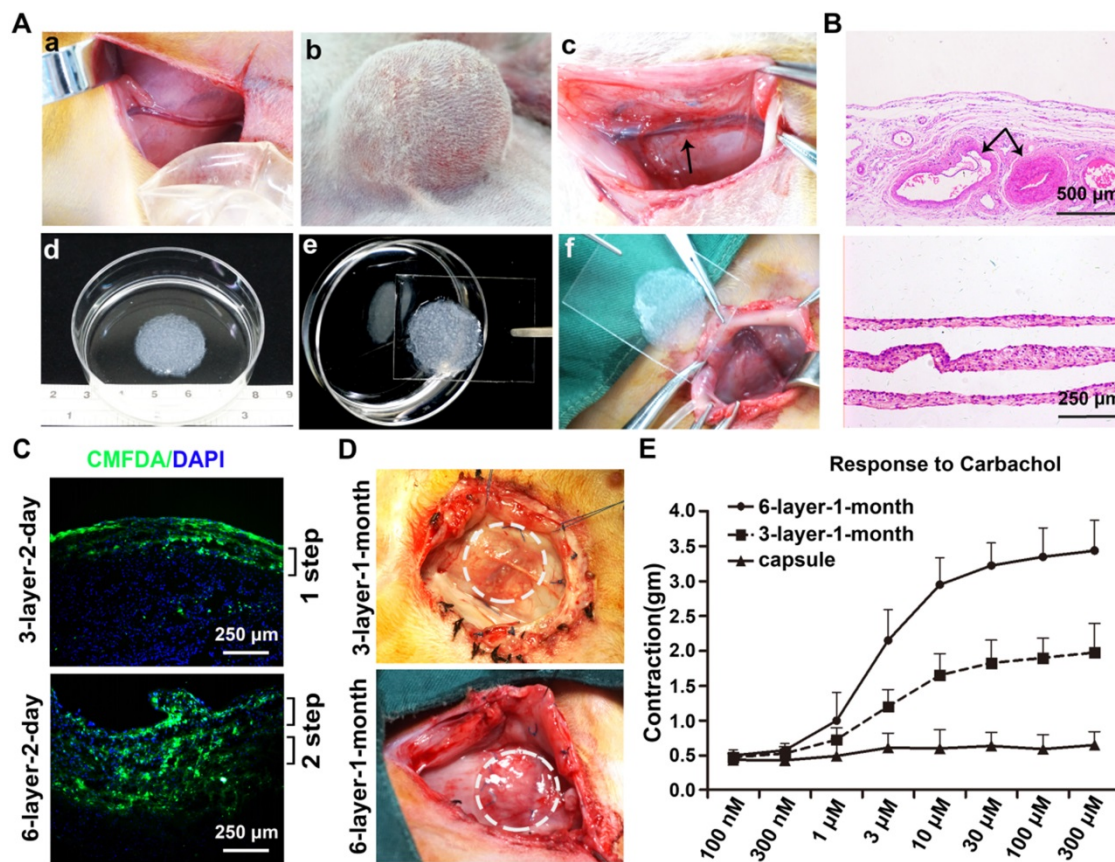 A
a
b
c
B
500 µm
d
2 3 4 5 6 7 8 9
1 2 3
e
f
250 µm
C
CMFDA/DAPI
3-layer-2-day
1 step
250 µm
6-layer-2-day
2 step
250 µm
D
3-layer-1-month
6-layer-1-month
E
Response to Carbachol
6-layer-1-month
3-layer-1-month
capsule
Contraction(gm)
4.0
3.5
3.0
2.5
2.0
1.5
1.0
0.5
0.0
100 nM
300 nM
1 µM
3 µM
10 µM
30 µM
100 µM
300 µM